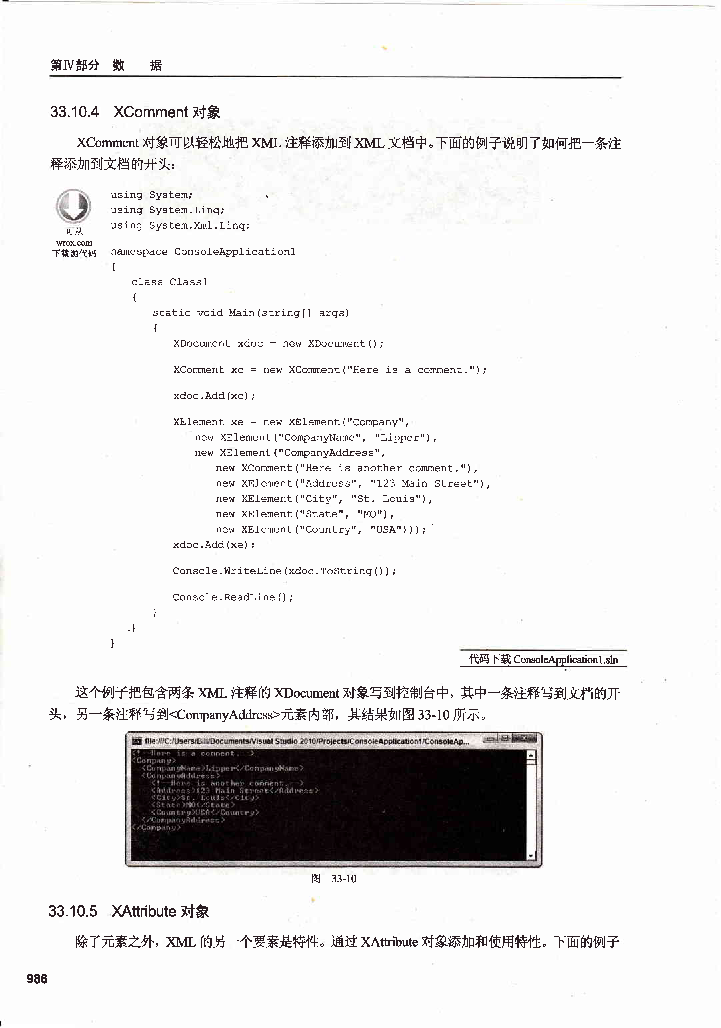 第Ⅳ部分 数 据
33.10.4 XComment 对象
XComment 对象可以轻松地把 XML 注释添加到 XML 文档中。下面的例子说明了如何把一条注
释添加到文档的开头:
可从
wrox.com
下载源代码
using System;
using System.Linq;
using System.Xml.Linq;
namespace ConsoleApplication1
{
class Class1
{
static void Main(string[] args)
{
XDocument xdoc = new XDocument();
XComment xc = new XComment("Here is a comment.");
xdoc.Add(xc);
XElement xe = new XElement("Company",
new XElement("CompanyName", "Lipper"),
new XElement("CompanyAddress",
new XComment("Here is another comment."),
new XElement("Address", "123 Main Street"),
new XElement("City", "St. Louis"),
new XElement("State", "MO"),
new XElement("Country", "USA")));
xdoc.Add(xe);
Console.WriteLine(xdoc.ToString());
Console.ReadLine();
}
}
}
代码下载 ConsoleApplication1.sln
这个例子把包含两条 XML 注释的 XDocument 对象写到控制台中，其中一条注释写到文档的开
头，另一条注释写到<CompanyAddress>元素内部，其结果如图 33-10 所示。
file:///C:/Users/Bill/Documents/Visual Studio 2010/Projects/ConsoleApplication1/ConsoleAp...
<!--Here is a comment.-->
<Company>
<CompanyName>Lipper</CompanyName>
<CompanyAddress>
<!--Here is another comment.-->
<Address>123 Main Street</Address>
<City>St. Louis</City>
<State>MO</State>
<Country>USA</Country>
</CompanyAddress>
</Company>
图 33-10
33.10.5 XAttribute 对象
除了元素之外，XML 的另一个要素是特性。通过 XAttribute 对象添加和使用特性。下面的例子
986